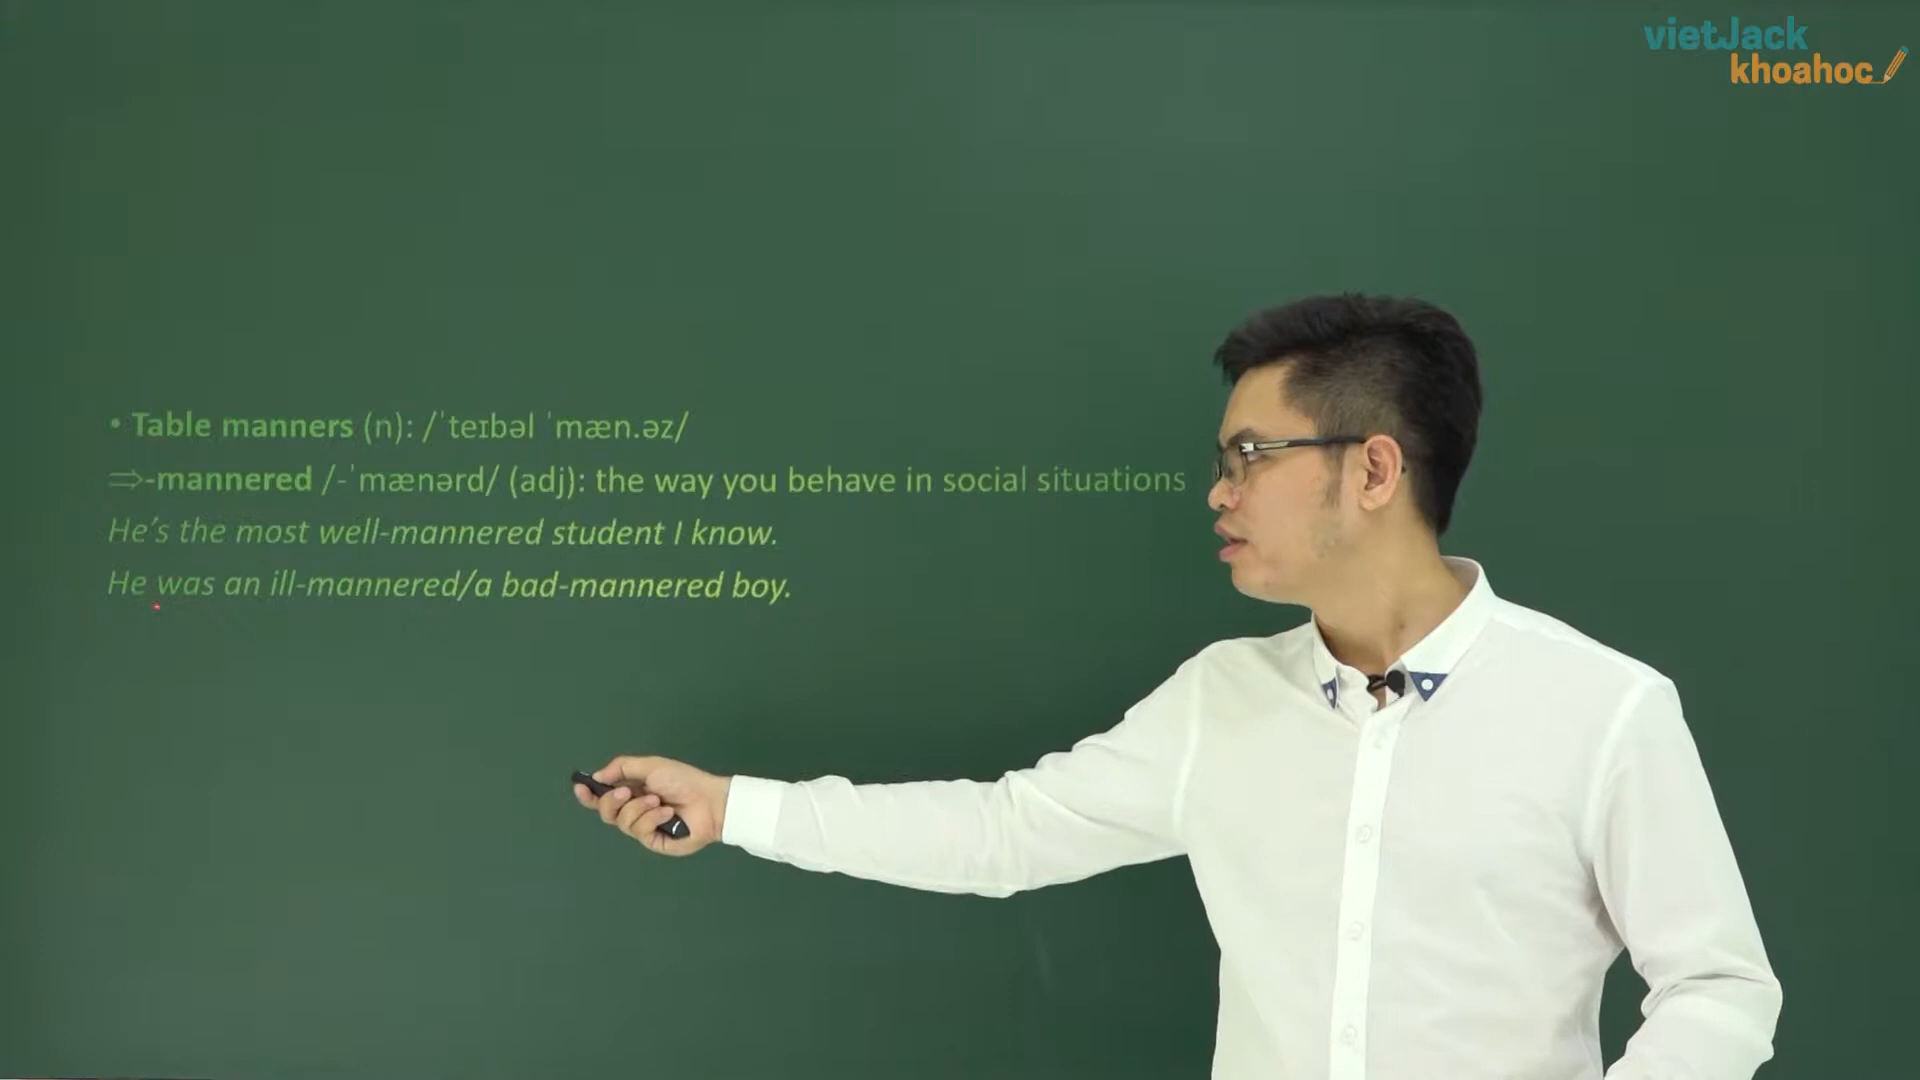 vietJack
khoahoc
• Table manners (n): /ˈteɪbəl ˈmæn.əz/
⇒-mannered /-ˈmænərd/ (adj): the way you behave in social situations
He’s the most well-mannered student I know.
He was an ill-mannered/a bad-mannered boy.